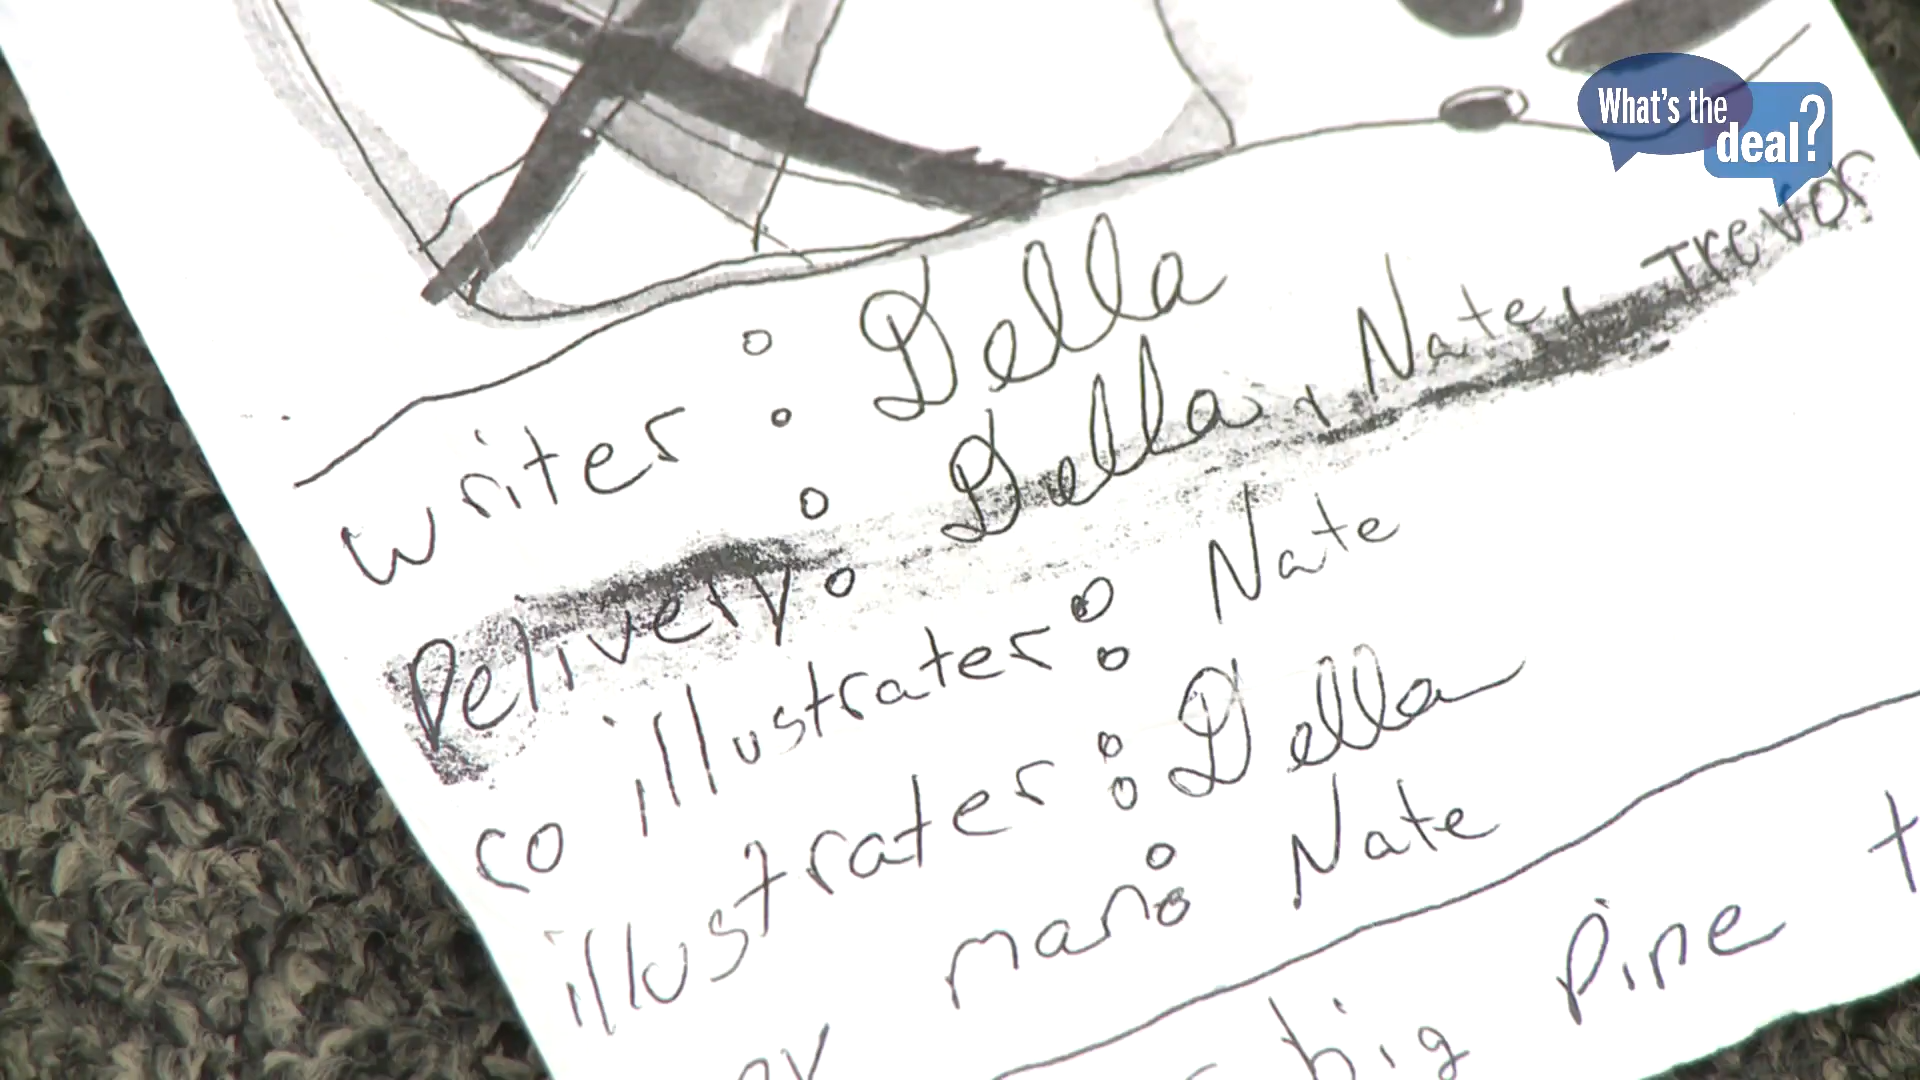 What's the
deal?
writer: Della
Delivery: Della, Nate, Trevor
co illustrater: Nate
illustrater: Della
man: Nate
big Pine